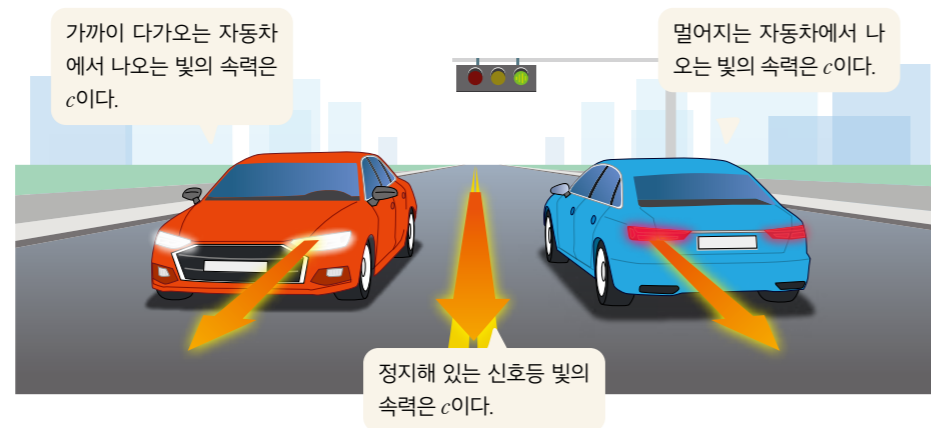 가까이 다가오는 자동차
에서 나오는 빛의 속력은
c이다.
멀어지는 자동차에서 나
오는 빛의 속력은 c이다.
정지해 있는 신호등 빛의
속력은 c이다.